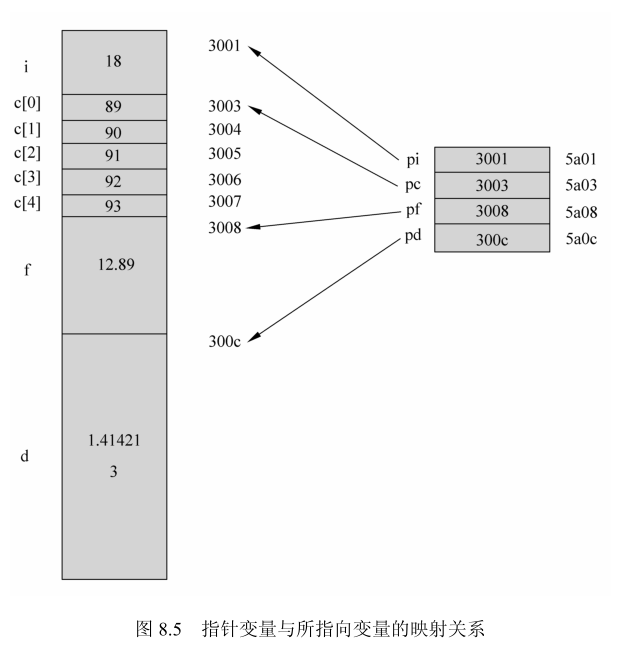 i 18 3001
c[0] 89 3003
c[1] 90 3004
c[2] 91 3005
c[3] 92 3006
c[4] 93 3007
3008
f 12.89
300c
d 1.41421
3
pi 3001 5a01
pc 3003 5a03
pf 3008 5a08
pd 300c 5a0c
图 8.5 指针变量与所指向变量的映射关系